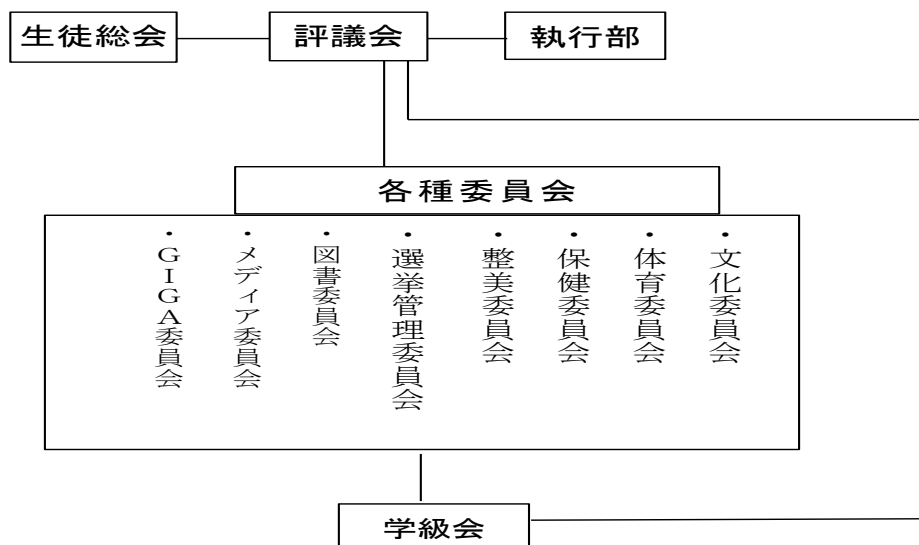 生徒総会
評議会
執行部
各種委員会
・文化委員会
・体育委員会
・保健委員会
・整美委員会
・選挙管理委員会
・図書委員会
・メディア委員会
・GIGA委員会
学級会